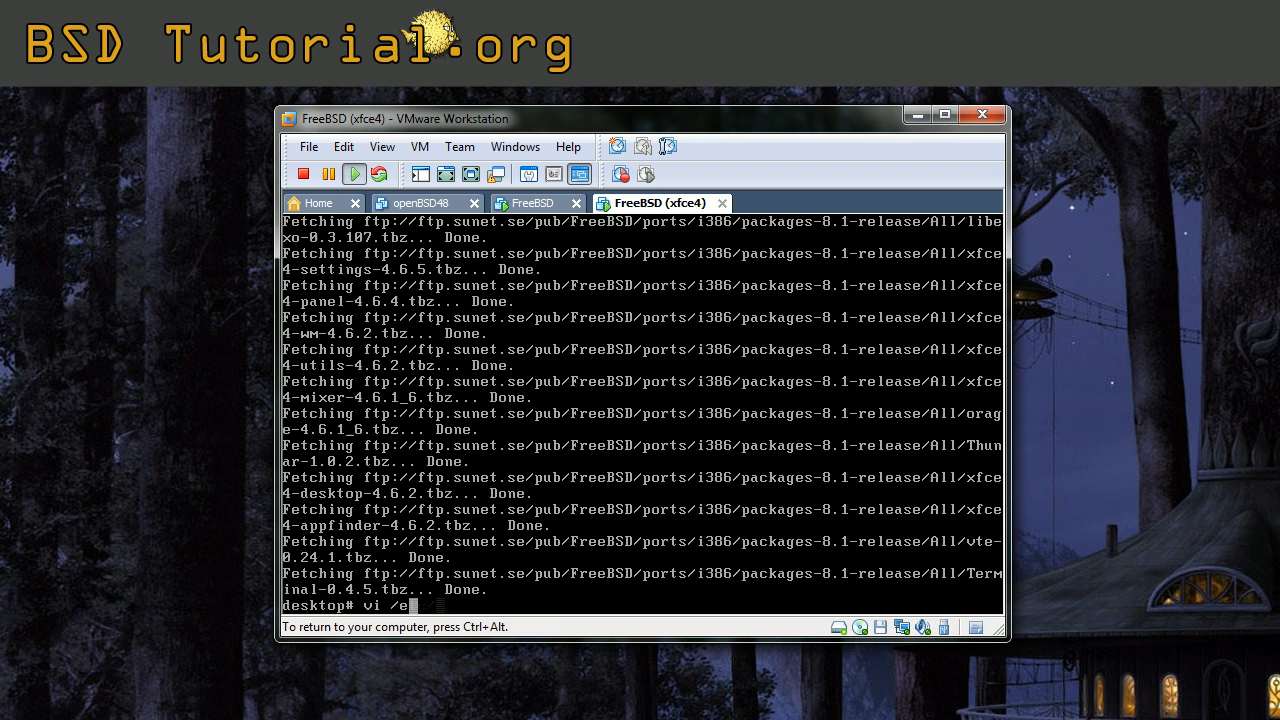 BSD Tutorial.org
FreeBSD (xfce4) - VMware Workstation
File Edit View VM Team Windows Help
Home openBSD48 FreeBSD FreeBSD (xfce4)
Fetching ftp://ftp.sunet.se/pub/FreeBSD/ports/i386/packages-8.1-release/All/libe
xo-0.3.107.tbz... Done.
Fetching ftp://ftp.sunet.se/pub/FreeBSD/ports/i386/packages-8.1-release/All/xfce
4-settings-4.6.5.tbz... Done.
Fetching ftp://ftp.sunet.se/pub/FreeBSD/ports/i386/packages-8.1-release/All/xfce
4-panel-4.6.4.tbz... Done.
Fetching ftp://ftp.sunet.se/pub/FreeBSD/ports/i386/packages-8.1-release/All/xfce
4-wm-4.6.2.tbz... Done.
Fetching ftp://ftp.sunet.se/pub/FreeBSD/ports/i386/packages-8.1-release/All/xfce
4-utils-4.6.2.tbz... Done.
Fetching ftp://ftp.sunet.se/pub/FreeBSD/ports/i386/packages-8.1-release/All/xfce
4-mixer-4.6.1_6.tbz... Done.
Fetching ftp://ftp.sunet.se/pub/FreeBSD/ports/i386/packages-8.1-release/All/orag
e-4.6.1_6.tbz... Done.
Fetching ftp://ftp.sunet.se/pub/FreeBSD/ports/i386/packages-8.1-release/All/Thun
ar-1.0.2.tbz... Done.
Fetching ftp://ftp.sunet.se/pub/FreeBSD/ports/i386/packages-8.1-release/All/xfce
4-desktop-4.6.2.tbz... Done.
Fetching ftp://ftp.sunet.se/pub/FreeBSD/ports/i386/packages-8.1-release/All/xfce
4-appfinder-4.6.2.tbz... Done.
Fetching ftp://ftp.sunet.se/pub/FreeBSD/ports/i386/packages-8.1-release/All/vte-
0.24.1.tbz... Done.
Fetching ftp://ftp.sunet.se/pub/FreeBSD/ports/i386/packages-8.1-release/All/Term
inal-0.4.5.tbz... Done.
desktop# vi /e
To return to your computer, press Ctrl+Alt.